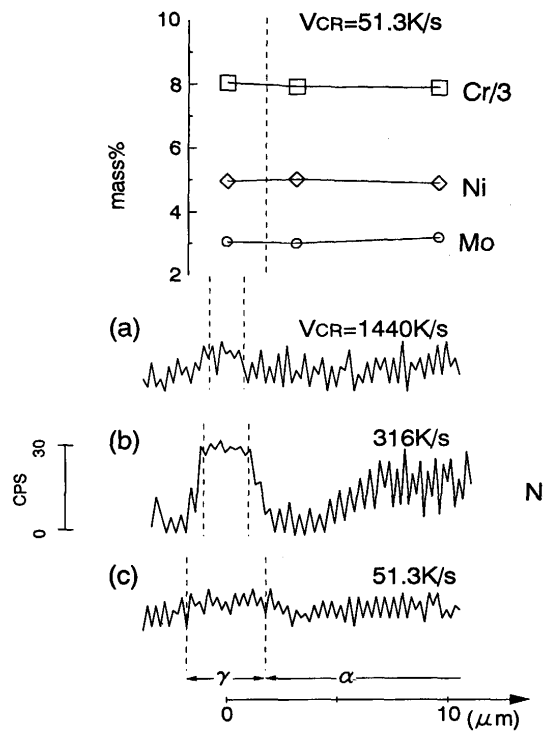 VCR=51.3K/s
10
8
6
4
2
mass%
Cr/3
Ni
Mo
(a)
VCR=1440K/s
(b)
316K/s
CPS
30
0
N
(c)
51.3K/s
γ
α
0
10
(μm)